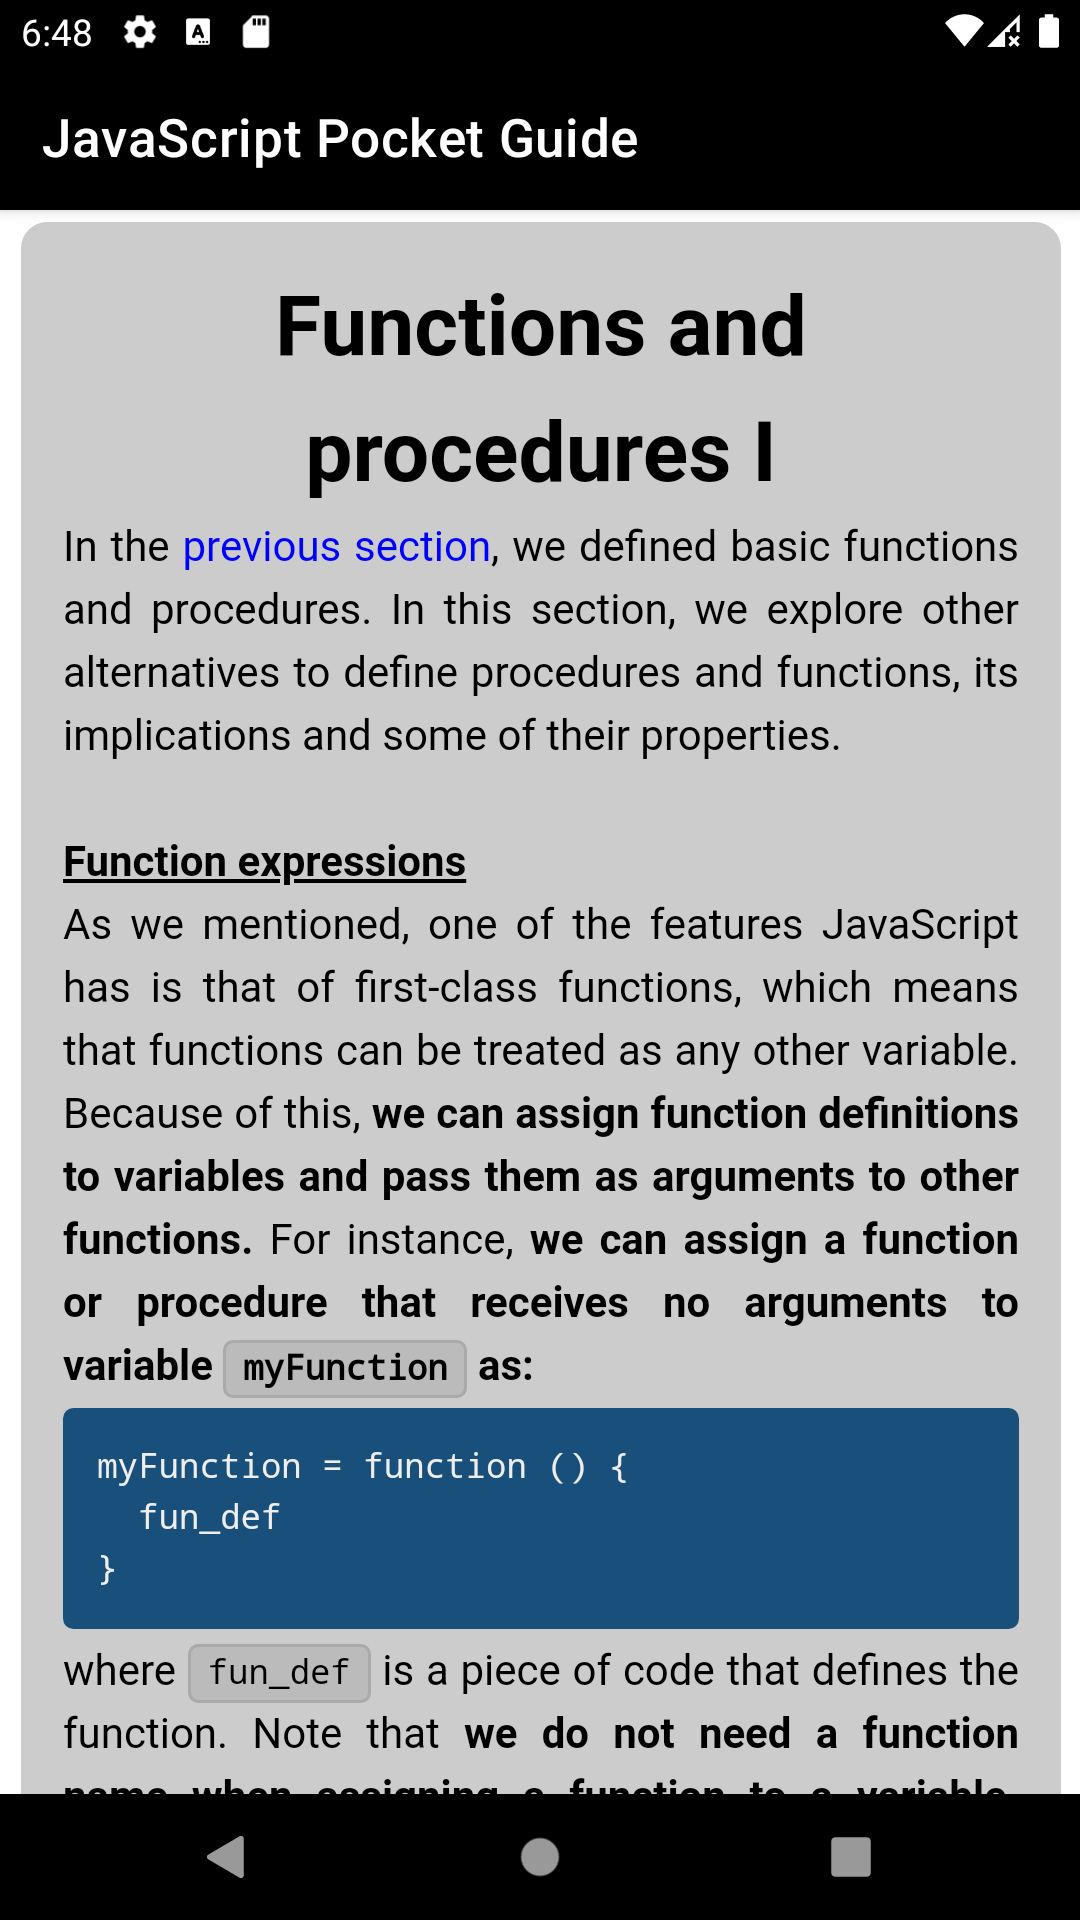 6:48
JavaScript Pocket Guide
Functions and
procedures I
In the previous section, we defined basic functions
and procedures. In this section, we explore other
alternatives to define procedures and functions, its
implications and some of their properties.
Function expressions
As we mentioned, one of the features JavaScript
has is that of first-class functions, which means
that functions can be treated as any other variable.
Because of this, we can assign function definitions
to variables and pass them as arguments to other
functions. For instance, we can assign a function
or procedure that receives no arguments to
variable myFunction as:
myFunction = function () {
  fun_def
}
where fun_def is a piece of code that defines the
function. Note that we do not need a function
name when assigning a function to a variable.